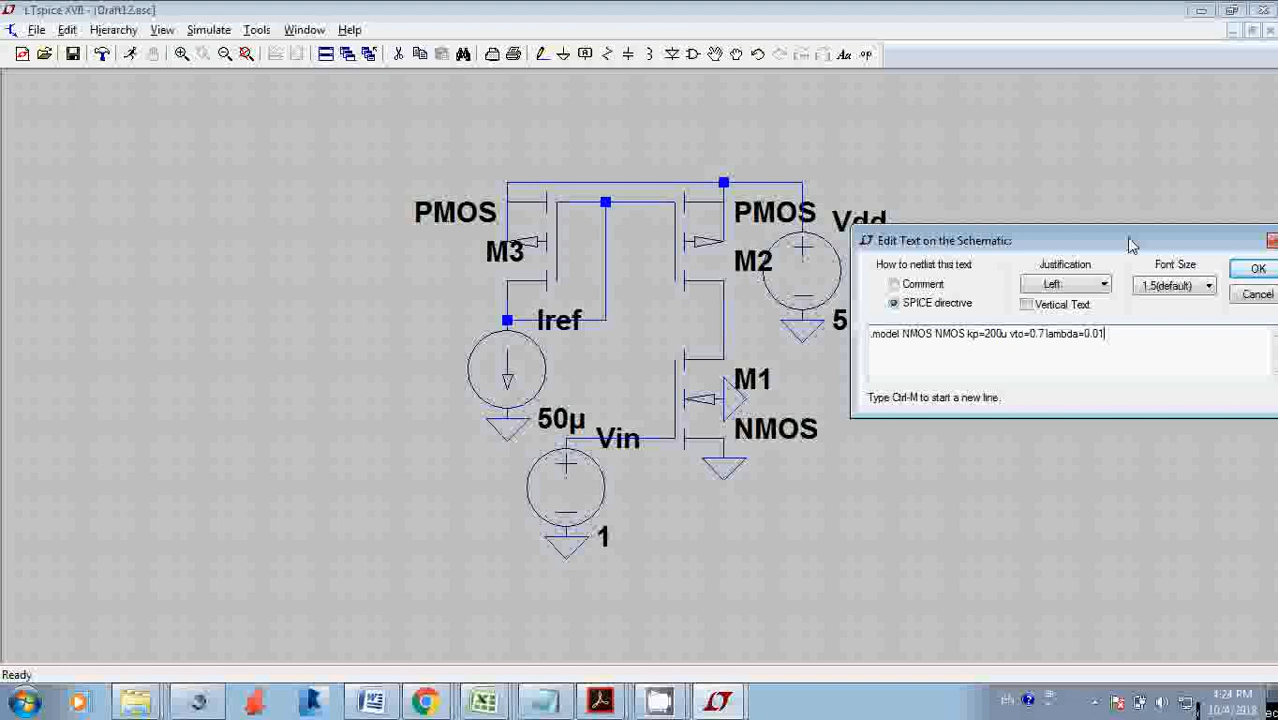 LTspice XVII - [Draft12.asc]
File Edit Hierarchy View Simulate Tools Window Help
PMOS
M3
PMOS
M2
Vdd
5
Iref
50µ
M1
NMOS
Vin
1
Edit Text on the Schematic:
How to netlist this text
Comment
SPICE directive
Justification
Left
Vertical Text
Font Size
1.5(default)
OK
Cancel
.model NMOS NMOS kp=200u vto=0.7 lambda=0.01
Type Ctrl-M to start a new line.
Ready
4:24 PM
10/4/2018